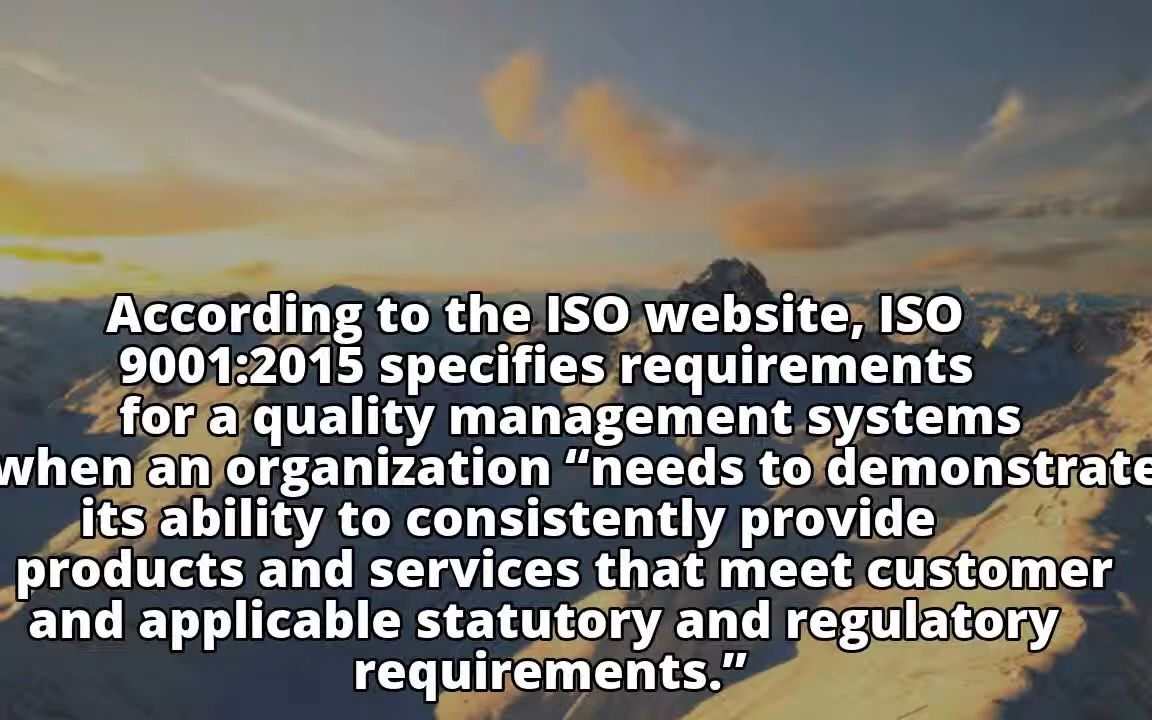 According to the ISO website, ISO
9001:2015 specifies requirements
for a quality management systems
when an organization “needs to demonstrate
its ability to consistently provide
products and services that meet customer
and applicable statutory and regulatory
requirements.”